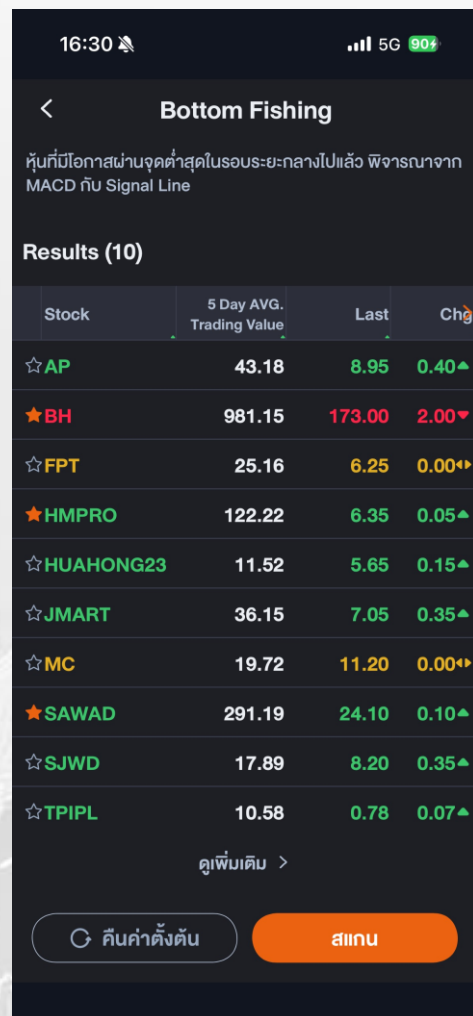 16:30 5G 90
Bottom Fishing
หุ้นที่มีโอกาสผ่านจุดต่ำสุดในรอบระยะกลางไปแล้ว พิจารณาจาก
MACD กับ Signal Line
Results (10)
Stock 5 Day AVG. Trading Value Last Chg
AP 43.18 8.95 0.40
BH 981.15 173.00 2.00
FPT 25.16 6.25 0.00
HMPRO 122.22 6.35 0.05
HUAHONG23 11.52 5.65 0.15
JMART 36.15 7.05 0.35
MC 19.72 11.20 0.00
SAWAD 291.19 24.10 0.10
SJWD 17.89 8.20 0.35
TPIPL 10.58 0.78 0.07
ดูเพิ่มเติม >
คืนค่าตั้งต้น สแกน